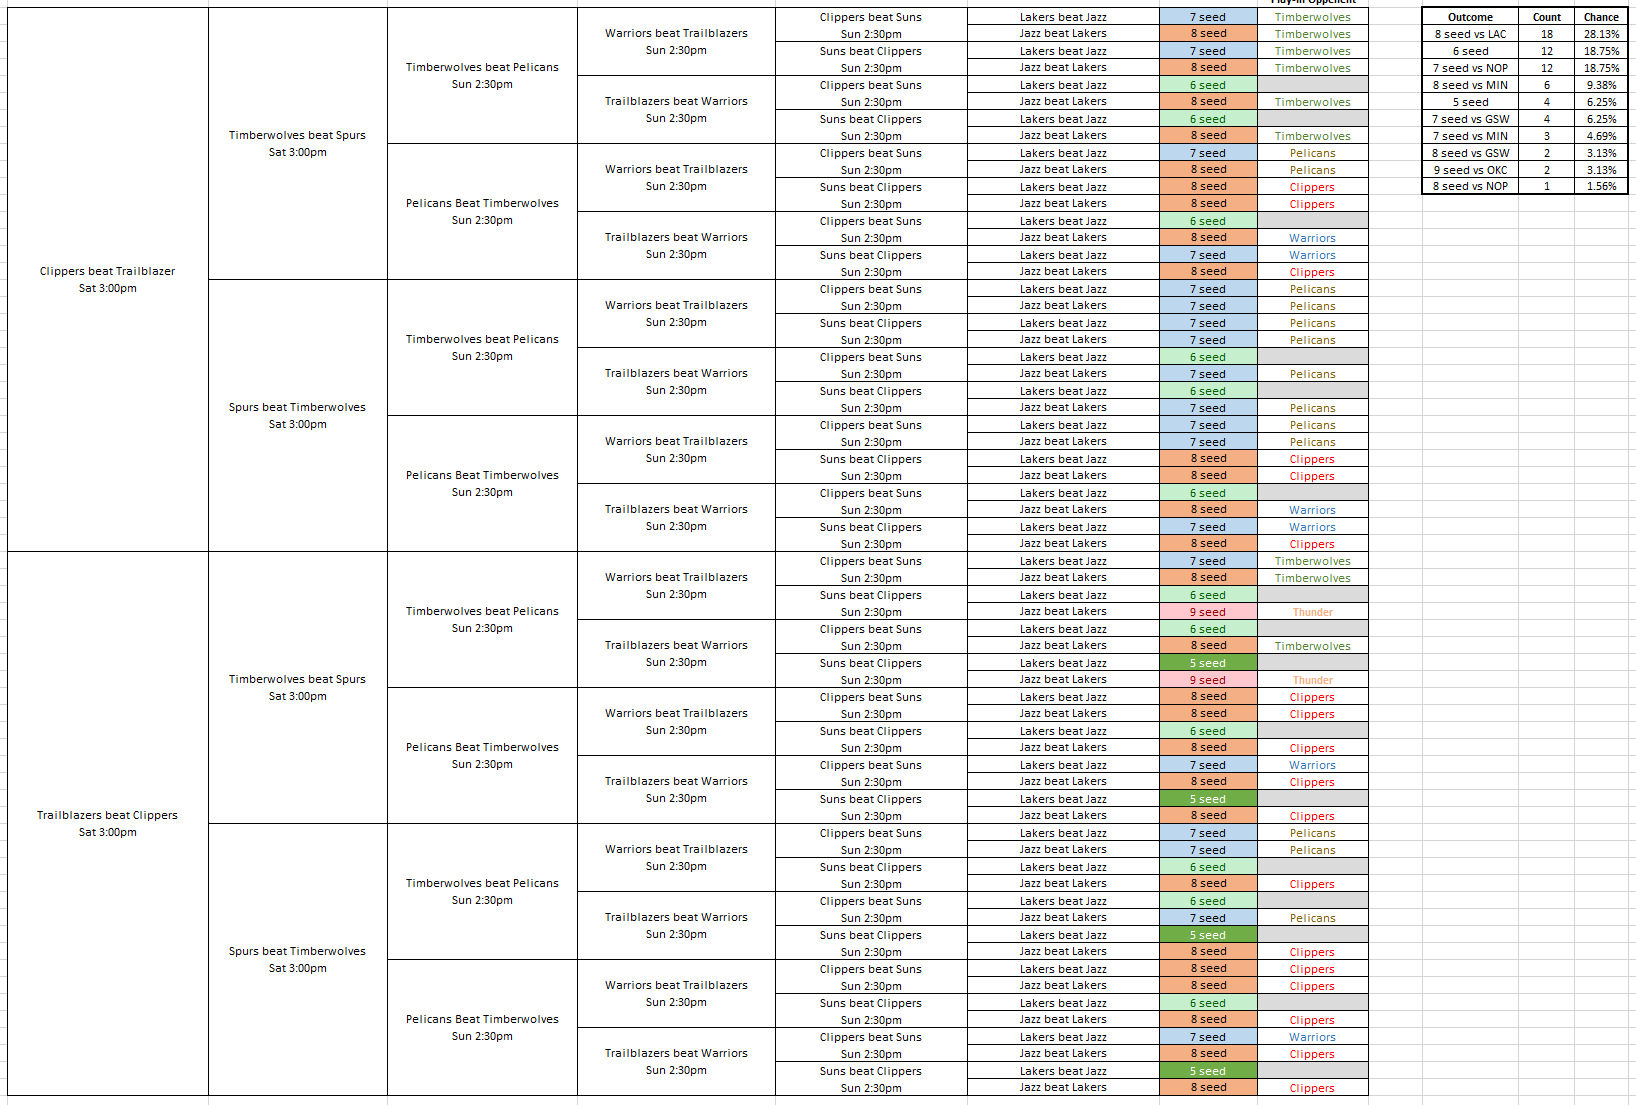 Play-In Opponent
Clippers beat Suns Lakers beat Jazz 7 seed Timberwolves Outcome Count Chance
Warriors beat Trailblazers Sun 2:30pm Jazz beat Lakers 8 seed Timberwolves 8 seed vs LAC 18 28.13%
Sun 2:30pm Suns beat Clippers Lakers beat Jazz 7 seed Timberwolves 6 seed 12 18.75%
Timberwolves beat Pelicans Sun 2:30pm Jazz beat Lakers 8 seed Timberwolves 7 seed vs NOP 12 18.75%
Sun 2:30pm Clippers beat Suns Lakers beat Jazz 6 seed 8 seed vs MIN 6 9.38%
Trailblazers beat Warriors Sun 2:30pm Jazz beat Lakers 8 seed Timberwolves 5 seed 4 6.25%
Sun 2:30pm Suns beat Clippers Lakers beat Jazz 6 seed 7 seed vs GSW 4 6.25%
Timberwolves beat Spurs Sun 2:30pm Jazz beat Lakers 8 seed Timberwolves 7 seed vs MIN 3 4.69%
Sat 3:00pm Clippers beat Suns Lakers beat Jazz 7 seed Pelicans 8 seed vs GSW 2 3.13%
Warriors beat Trailblazers Sun 2:30pm Jazz beat Lakers 8 seed Pelicans 9 seed vs OKC 2 3.13%
Sun 2:30pm Suns beat Clippers Lakers beat Jazz 8 seed Clippers 8 seed vs NOP 1 1.56%
Pelicans Beat Timberwolves Sun 2:30pm Jazz beat Lakers 8 seed Clippers
Sun 2:30pm Clippers beat Suns Lakers beat Jazz 6 seed
Trailblazers beat Warriors Sun 2:30pm Jazz beat Lakers 8 seed Warriors
Sun 2:30pm Suns beat Clippers Lakers beat Jazz 7 seed Warriors
Clippers beat Trailblazer Sun 2:30pm Jazz beat Lakers 8 seed Clippers
Sat 3:00pm Clippers beat Suns Lakers beat Jazz 7 seed Pelicans
Warriors beat Trailblazers Sun 2:30pm Jazz beat Lakers 7 seed Pelicans
Sun 2:30pm Suns beat Clippers Lakers beat Jazz 7 seed Pelicans
Timberwolves beat Pelicans Sun 2:30pm Jazz beat Lakers 7 seed Pelicans
Sun 2:30pm Clippers beat Suns Lakers beat Jazz 6 seed
Trailblazers beat Warriors Sun 2:30pm Jazz beat Lakers 7 seed Pelicans
Sun 2:30pm Suns beat Clippers Lakers beat Jazz 6 seed
Spurs beat Timberwolves Sun 2:30pm Jazz beat Lakers 7 seed Pelicans
Sat 3:00pm Clippers beat Suns Lakers beat Jazz 7 seed Pelicans
Warriors beat Trailblazers Sun 2:30pm Jazz beat Lakers 7 seed Pelicans
Sun 2:30pm Suns beat Clippers Lakers beat Jazz 8 seed Clippers
Pelicans Beat Timberwolves Sun 2:30pm Jazz beat Lakers 8 seed Clippers
Sun 2:30pm Clippers beat Suns Lakers beat Jazz 6 seed
Trailblazers beat Warriors Sun 2:30pm Jazz beat Lakers 8 seed Warriors
Sun 2:30pm Suns beat Clippers Lakers beat Jazz 7 seed Warriors
Sun 2:30pm Jazz beat Lakers 8 seed Clippers
Clippers beat Suns Lakers beat Jazz 7 seed Timberwolves
Warriors beat Trailblazers Sun 2:30pm Jazz beat Lakers 8 seed Timberwolves
Sun 2:30pm Suns beat Clippers Lakers beat Jazz 6 seed
Timberwolves beat Pelicans Sun 2:30pm Jazz beat Lakers 9 seed Thunder
Sun 2:30pm Clippers beat Suns Lakers beat Jazz 6 seed
Trailblazers beat Warriors Sun 2:30pm Jazz beat Lakers 8 seed Timberwolves
Sun 2:30pm Suns beat Clippers Lakers beat Jazz 5 seed
Timberwolves beat Spurs Sun 2:30pm Jazz beat Lakers 9 seed Thunder
Sat 3:00pm Clippers beat Suns Lakers beat Jazz 8 seed Clippers
Warriors beat Trailblazers Sun 2:30pm Jazz beat Lakers 8 seed Clippers
Sun 2:30pm Suns beat Clippers Lakers beat Jazz 6 seed
Pelicans Beat Timberwolves Sun 2:30pm Jazz beat Lakers 8 seed Clippers
Sun 2:30pm Clippers beat Suns Lakers beat Jazz 7 seed Warriors
Trailblazers beat Warriors Sun 2:30pm Jazz beat Lakers 8 seed Clippers
Sun 2:30pm Suns beat Clippers Lakers beat Jazz 5 seed
Trailblazers beat Clippers Sun 2:30pm Jazz beat Lakers 8 seed Clippers
Sat 3:00pm Clippers beat Suns Lakers beat Jazz 7 seed Pelicans
Warriors beat Trailblazers Sun 2:30pm Jazz beat Lakers 7 seed Pelicans
Sun 2:30pm Suns beat Clippers Lakers beat Jazz 6 seed
Timberwolves beat Pelicans Sun 2:30pm Jazz beat Lakers 8 seed Clippers
Sun 2:30pm Clippers beat Suns Lakers beat Jazz 6 seed
Trailblazers beat Warriors Sun 2:30pm Jazz beat Lakers 7 seed Pelicans
Sun 2:30pm Suns beat Clippers Lakers beat Jazz 5 seed
Spurs beat Timberwolves Sun 2:30pm Jazz beat Lakers 8 seed Clippers
Sat 3:00pm Clippers beat Suns Lakers beat Jazz 8 seed Clippers
Warriors beat Trailblazers Sun 2:30pm Jazz beat Lakers 8 seed Clippers
Sun 2:30pm Suns beat Clippers Lakers beat Jazz 6 seed
Pelicans Beat Timberwolves Sun 2:30pm Jazz beat Lakers 8 seed Clippers
Sun 2:30pm Clippers beat Suns Lakers beat Jazz 7 seed Warriors
Trailblazers beat Warriors Sun 2:30pm Jazz beat Lakers 8 seed Clippers
Sun 2:30pm Suns beat Clippers Lakers beat Jazz 5 seed
Sun 2:30pm Jazz beat Lakers 8 seed Clippers